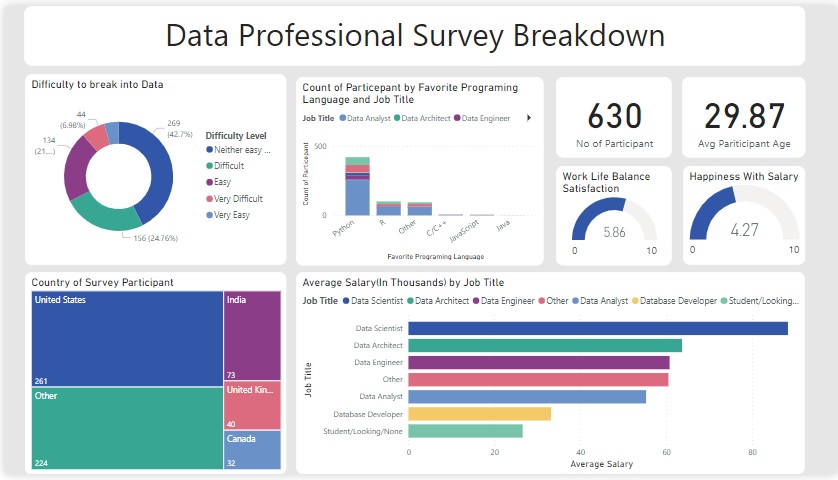 Data Professional Survey Breakdown
Difficulty to break into Data
44
(6.98%)
269
(42.7%)
134
(21....)
156 (24.76%)
Difficulty Level
Neither easy ...
Difficult
Easy
Very Difficult
Very Easy
Count of Particepant by Favorite Programing
Language and Job Title
Job Title Data Analyst Data Architect Data Engineer
Count of Particepant
500
0
Python
R
Other
C/C++
JavaScript
Java
Favorite Programing Language
630
No of Participant
29.87
Avg Pariticipant Age
Work Life Balance
Satisfaction
5.86
0
10
Happiness With Salary
4.27
0
10
Country of Survey Participant
United States
261
Other
224
India
73
United Kin...
40
Canada
32
Average Salary(In Thousands) by Job Title
Job Title Data Scientist Data Architect Data Engineer Other Data Analyst Database Developer Student/Looking...
Job Title
Data Scientist
Data Architect
Data Engineer
Other
Data Analyst
Database Developer
Student/Looking/None
0
20
40
60
80
Average Salary